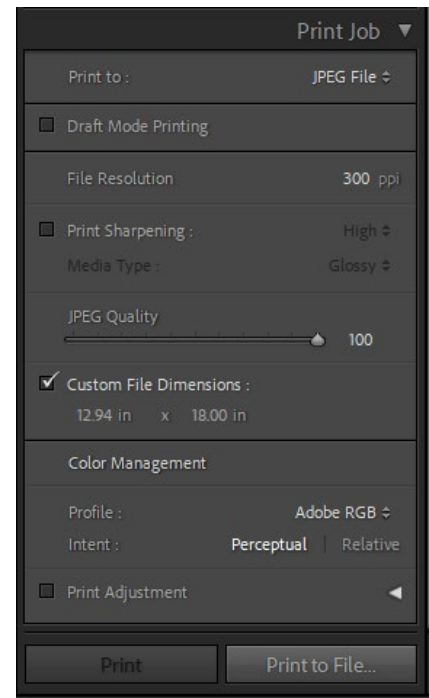 Print Job
Print to : JPEG File
Draft Mode Printing
File Resolution 300 ppi
Print Sharpening : High
Media Type : Glossy
JPEG Quality
100
Custom File Dimensions :
12.94 in x 18.00 in
Color Management
Profile : Adobe RGB
Intent : Perceptual | Relative
Print Adjustment
Print Print to File...